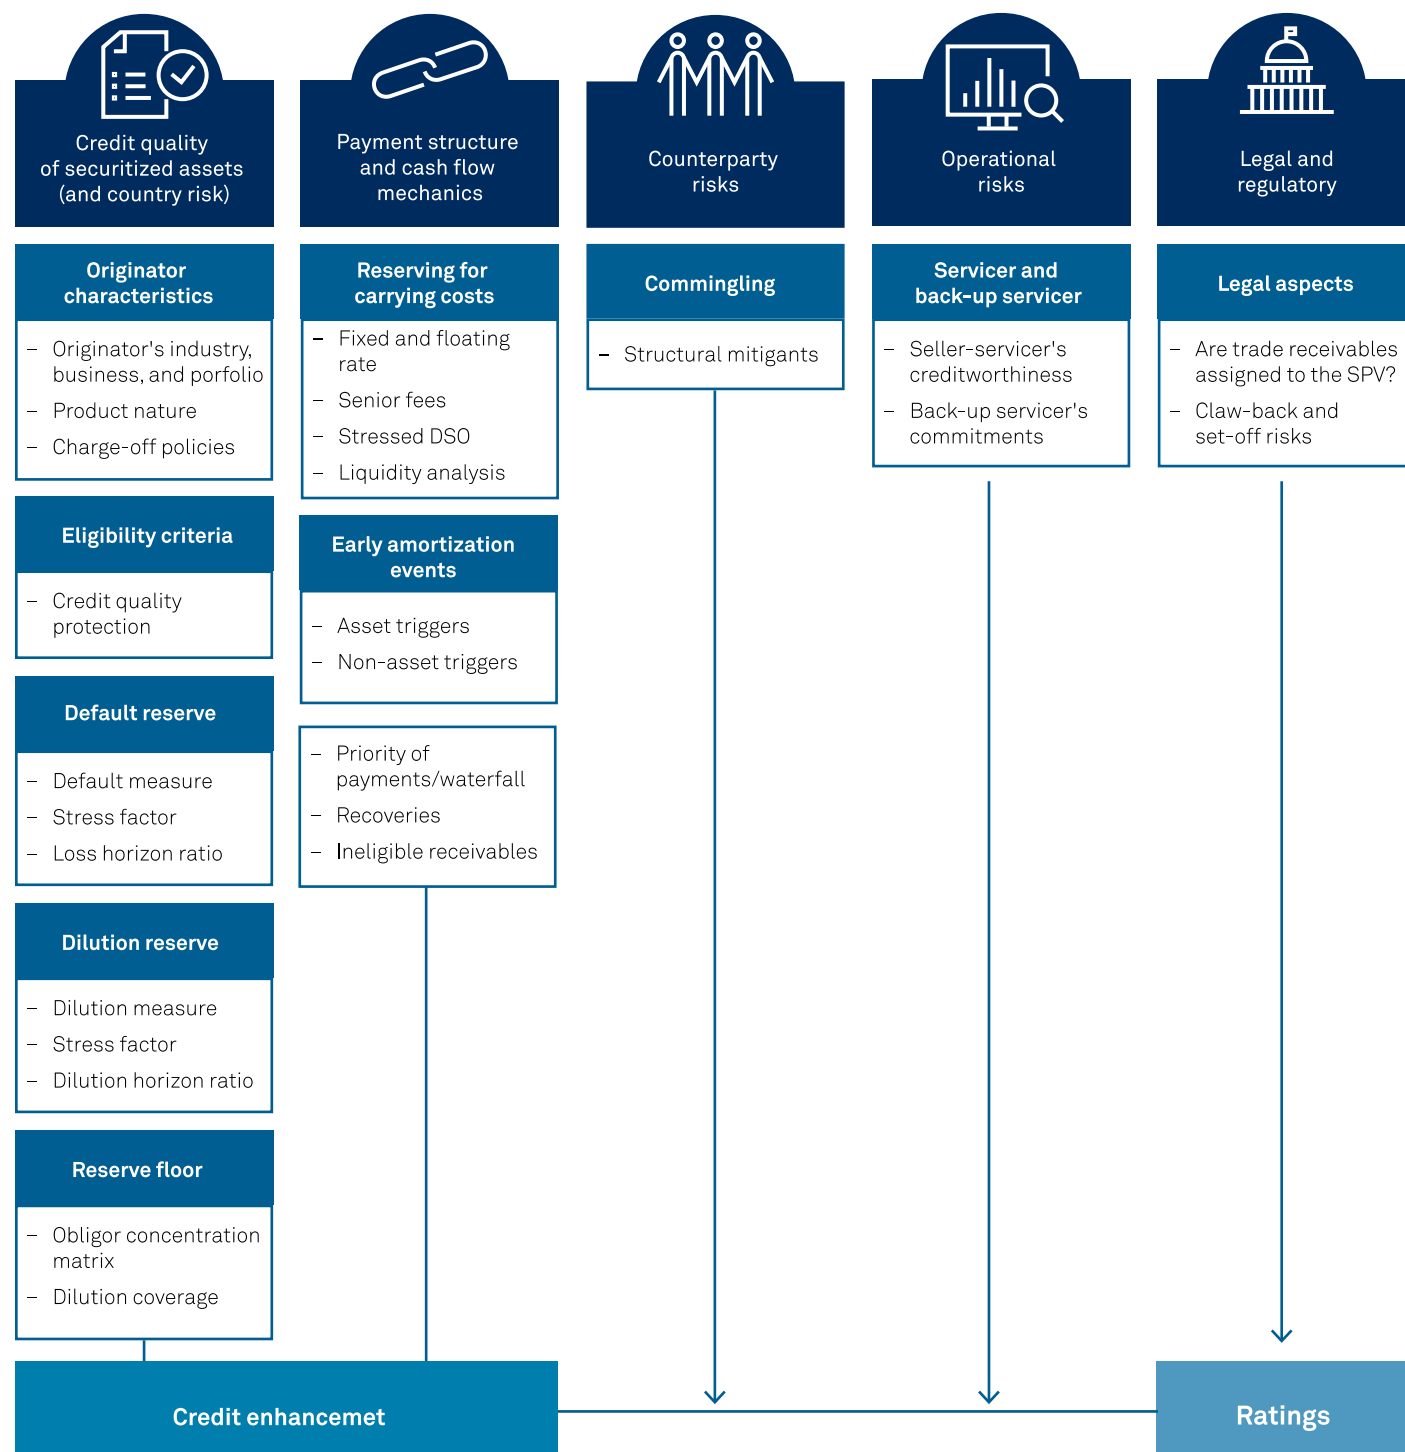 Credit quality
of securitized assets
(and country risk)
Originator
characteristics
– Originator's industry,
business, and porfolio
– Product nature
– Charge-off policies
Eligibility criteria
– Credit quality
protection
Default reserve
– Default measure
– Stress factor
– Loss horizon ratio
Dilution reserve
– Dilution measure
– Stress factor
– Dilution horizon ratio
Reserve floor
– Obligor concentration
matrix
– Dilution coverage
Payment structure
and cash flow
mechanics
Reserving for
carrying costs
– Fixed and floating
rate
– Senior fees
– Stressed DSO
– Liquidity analysis
Early amortization
events
– Asset triggers
– Non-asset triggers
– Priority of
payments/waterfall
– Recoveries
– Ineligible receivables
Counterparty
risks
Commingling
– Structural mitigants
Operational
risks
Servicer and
back-up servicer
– Seller-servicer's
creditworthiness
– Back-up servicer's
commitments
Legal and
regulatory
Legal aspects
– Are trade receivables
assigned to the SPV?
– Claw-back and
set-off risks
Credit enhancemet
Ratings